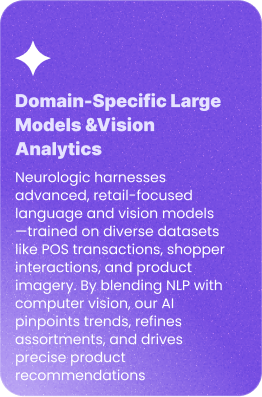 Domain-Specific Large
Models &Vision
Analytics
Neurologic harnesses
advanced, retail-focused
language and vision models
—trained on diverse datasets
like POS transactions, shopper
interactions, and product
imagery. By blending NLP with
computer vision, our AI
pinpoints trends, refines
assortments, and drives
precise product
recommendations